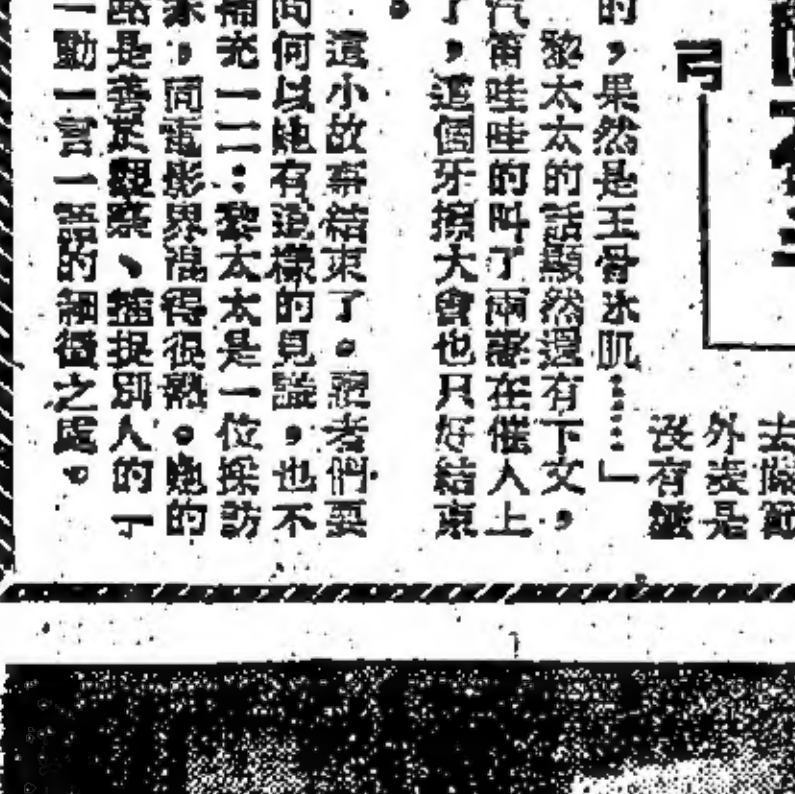 弓
去
外表是
沒有
的，果然是玉骨冰肌⋯⋯」
黎太太的話顯然還有下文，
汽笛哇哇的叫了兩聲在催人上
了，這個牙擦大會也只好結束
。
這小故事結束了。記者們要
問何以她有這樣的見識，也不
補充一二：黎太太是一位採訪
，同電影界混得很熟。她的
是善於觀察、捕捉別人的一
動一言一語的細微之處。